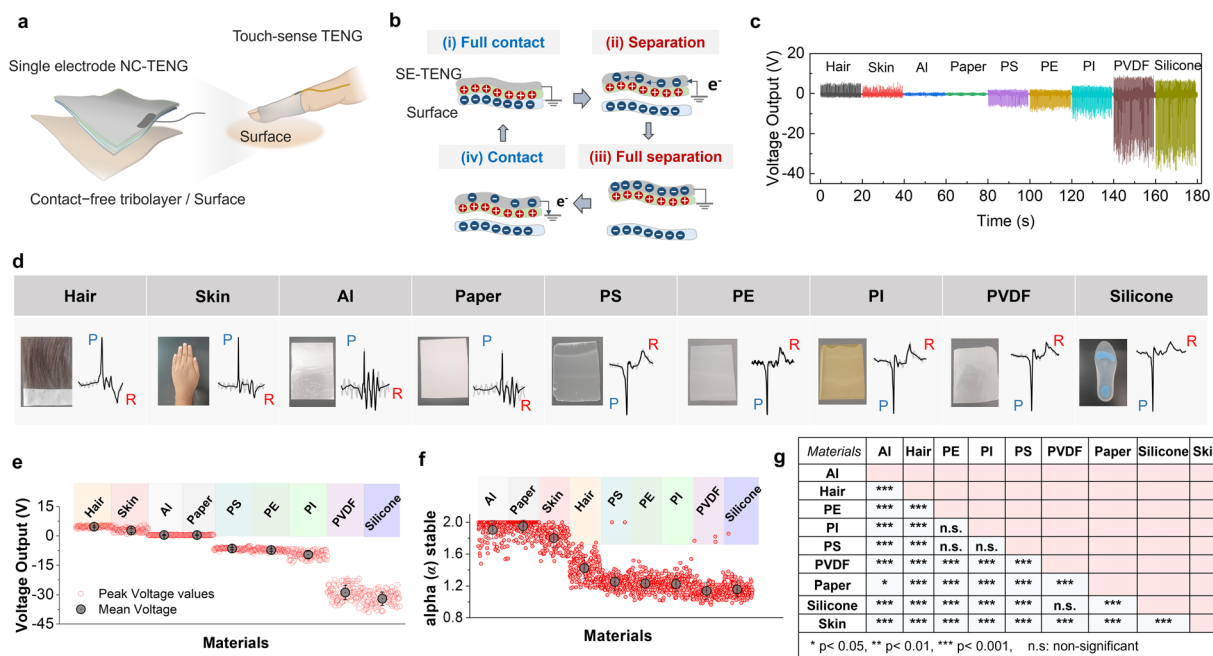 a
Touch-sense TENG
Single electrode NC-TENG
Surface
Contact-free tribolayer / Surface
b
(i) Full contact
(ii) Separation
SE-TENG
Surface
e-
(iv) Contact
(iii) Full separation
e-
c
Voltage Output (V)
20
0
-20
-40
Hair Skin Al Paper PS PE PI PVDF Silicone
0 20 40 60 80 100 120 140 160 180
Time (s)
d
Hair Skin Al Paper PS PE PI PVDF Silicone
P R P R P R P R P R P R P R P R P R
e
Voltage Output (V)
15
0
-15
-30
-45
Hair Skin Al Paper PS PE PI PVDF Silicone
Peak Voltage values
Mean Voltage
Materials
f
alpha (α) stable
2.0
1.6
1.2
0.8
Al Paper Skin Hair PS PE PI PVDF Silicone
Materials
g
Materials Al Hair PE PI PS PVDF Paper Silicone Ski
Al
Hair ***
PE *** ***
PI *** *** n.s.
PS *** *** n.s. n.s.
PVDF *** *** *** *** ***
Paper * *** *** *** *** ***
Silicone *** *** *** *** *** n.s. ***
Skin *** *** *** *** *** *** *** ***
* p< 0.05, ** p< 0.01, *** p< 0.001, n.s: non-significant